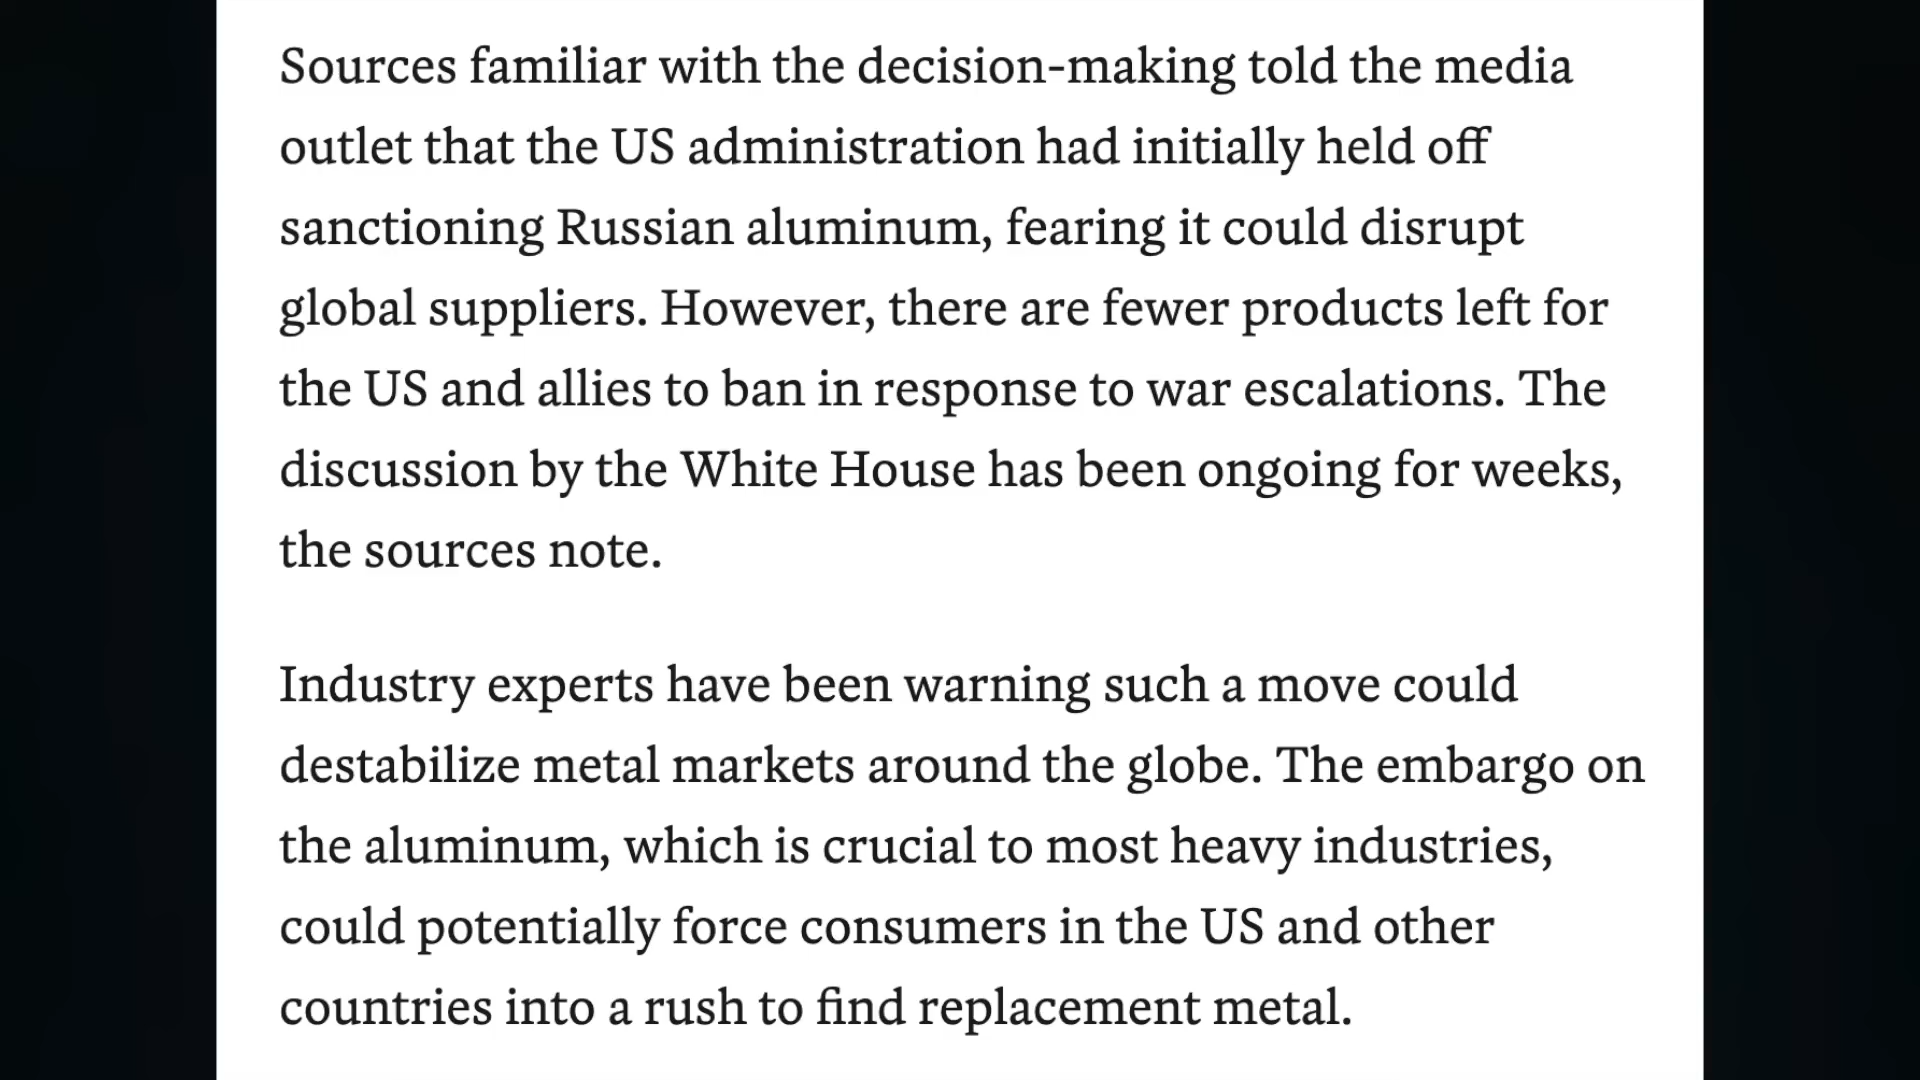 Sources familiar with the decision-making told the media
outlet that the US administration had initially held off
sanctioning Russian aluminum, fearing it could disrupt
global suppliers. However, there are fewer products left for
the US and allies to ban in response to war escalations. The
discussion by the White House has been ongoing for weeks,
the sources note.
Industry experts have been warning such a move could
destabilize metal markets around the globe. The embargo on
the aluminum, which is crucial to most heavy industries,
could potentially force consumers in the US and other
countries into a rush to find replacement metal.